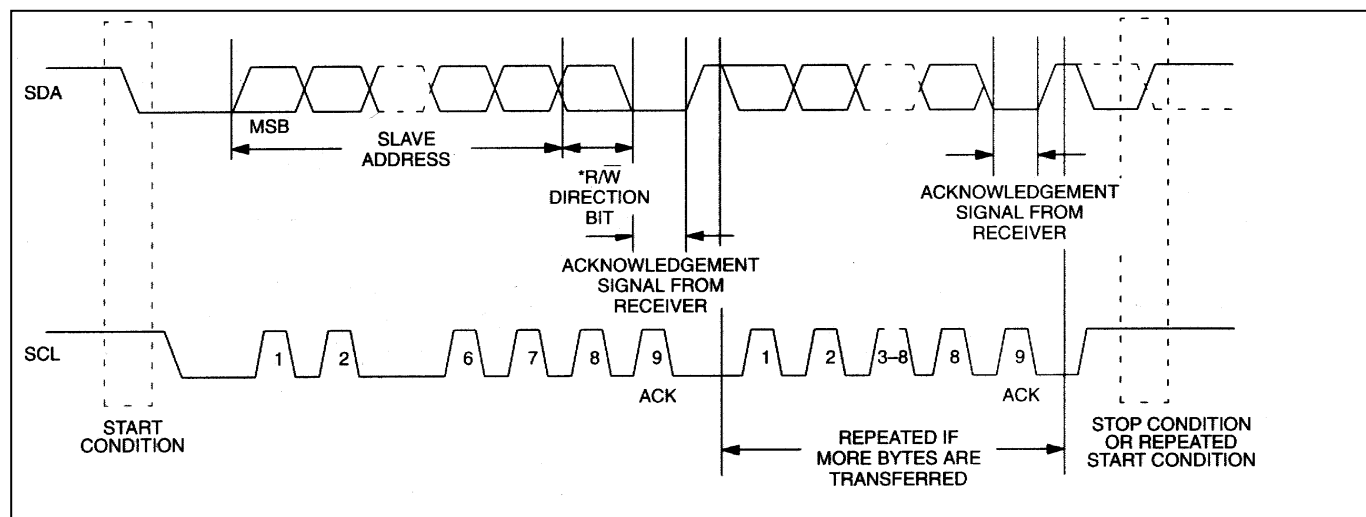 SDA
MSB
SLAVE
ADDRESS
*R/W̅
DIRECTION
BIT
ACKNOWLEDGEMENT
SIGNAL FROM
RECEIVER
ACKNOWLEDGEMENT
SIGNAL FROM
RECEIVER
SCL
1 2 6 7 8 9 1 2 3–8 8 9
ACK ACK
START
CONDITION
REPEATED IF
MORE BYTES ARE
TRANSFERRED
STOP CONDITION
OR REPEATED
START CONDITION